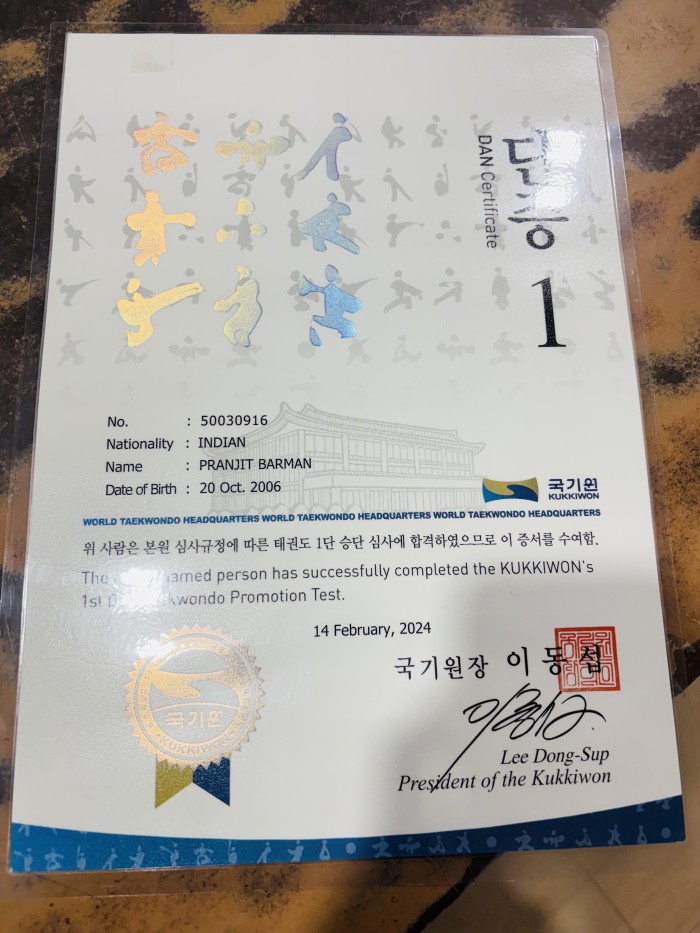 단증
DAN Certificate
1
No. : 50030916
Nationality : INDIAN
Name : PRANJIT BARMAN
Date of Birth : 20 Oct. 2006
국기원
KUKKIWON
WORLD TAEKWONDO HEADQUARTERS WORLD TAEKWONDO HEADQUARTERS WORLD TAEKWONDO HEADQUARTERS
위 사람은 본원 심사규정에 따른 태권도 1단 승단 심사에 합격하였으므로 이 증서를 수여함.
The named person has successfully completed the KUKKIWON's
1st Promotion Test.
14 February, 2024
국기원장 이동섭
국기원
KUKKIWON
Lee Dong-Sup
President of the Kukkiwon